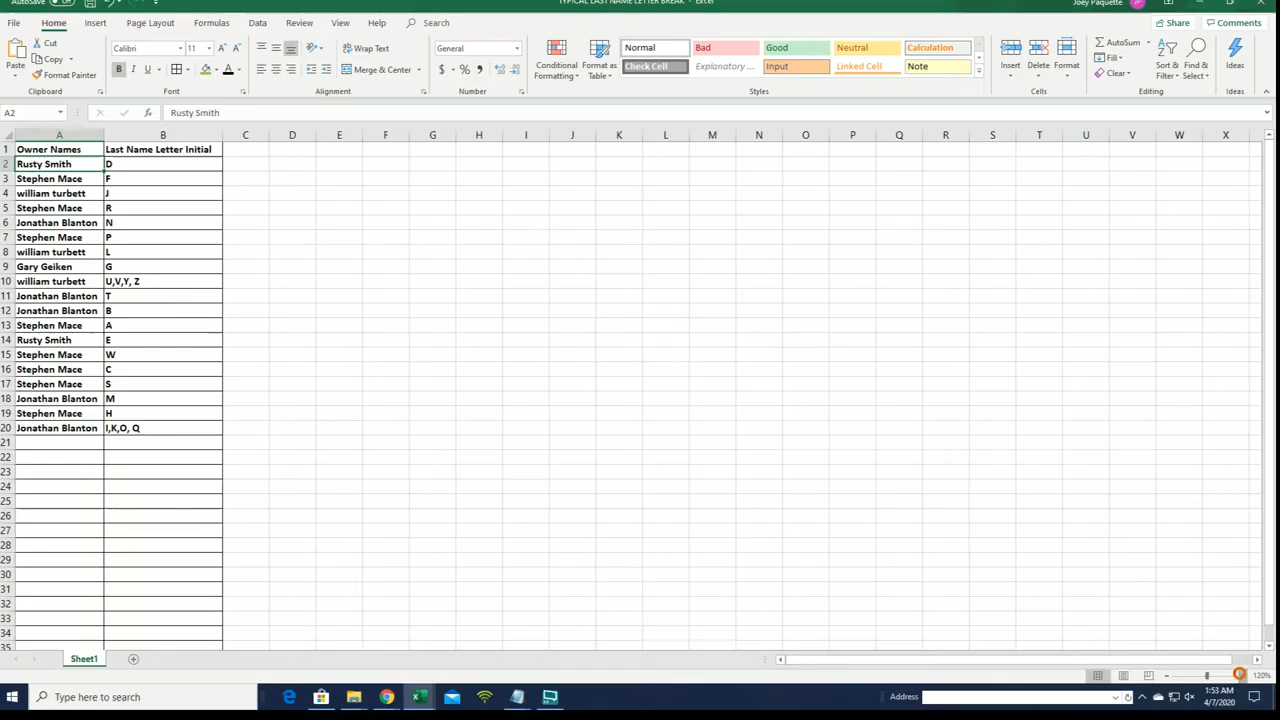 AutoSave Off
TYPICAL LAST NAME LETTER BREAK - Excel
Joey Paquette JP
File Home Insert Page Layout Formulas Data Review View Help Search Share Comments
Paste Cut Copy Format Painter Clipboard
Calibri 11 B I U A Font
Wrap Text Merge & Center Alignment
General $ % , Number
Conditional Formatting Format as Table
Normal Bad Good Neutral Calculation
Check Cell Explanatory ... Input Linked Cell Note
Styles
Insert Delete Format Cells
AutoSum Fill Clear Sort & Filter Find & Select Editing
Ideas Ideas
A2 fx Rusty Smith
A B C D E F G H I J K L M N O P Q R S T U V W X
1 Owner Names Last Name Letter Initial
2 Rusty Smith D
3 Stephen Mace F
4 william turbett J
5 Stephen Mace R
6 Jonathan Blanton N
7 Stephen Mace P
8 william turbett L
9 Gary Geiken G
10 william turbett U,V,Y, Z
11 Jonathan Blanton T
12 Jonathan Blanton B
13 Stephen Mace A
14 Rusty Smith E
15 Stephen Mace W
16 Stephen Mace C
17 Stephen Mace S
18 Jonathan Blanton M
19 Stephen Mace H
20 Jonathan Blanton I,K,O, Q
21
22
23
24
25
26
27
28
29
30
31
32
33
34
35
Sheet1
120%
Type here to search
Address
1:53 AM
4/7/2020